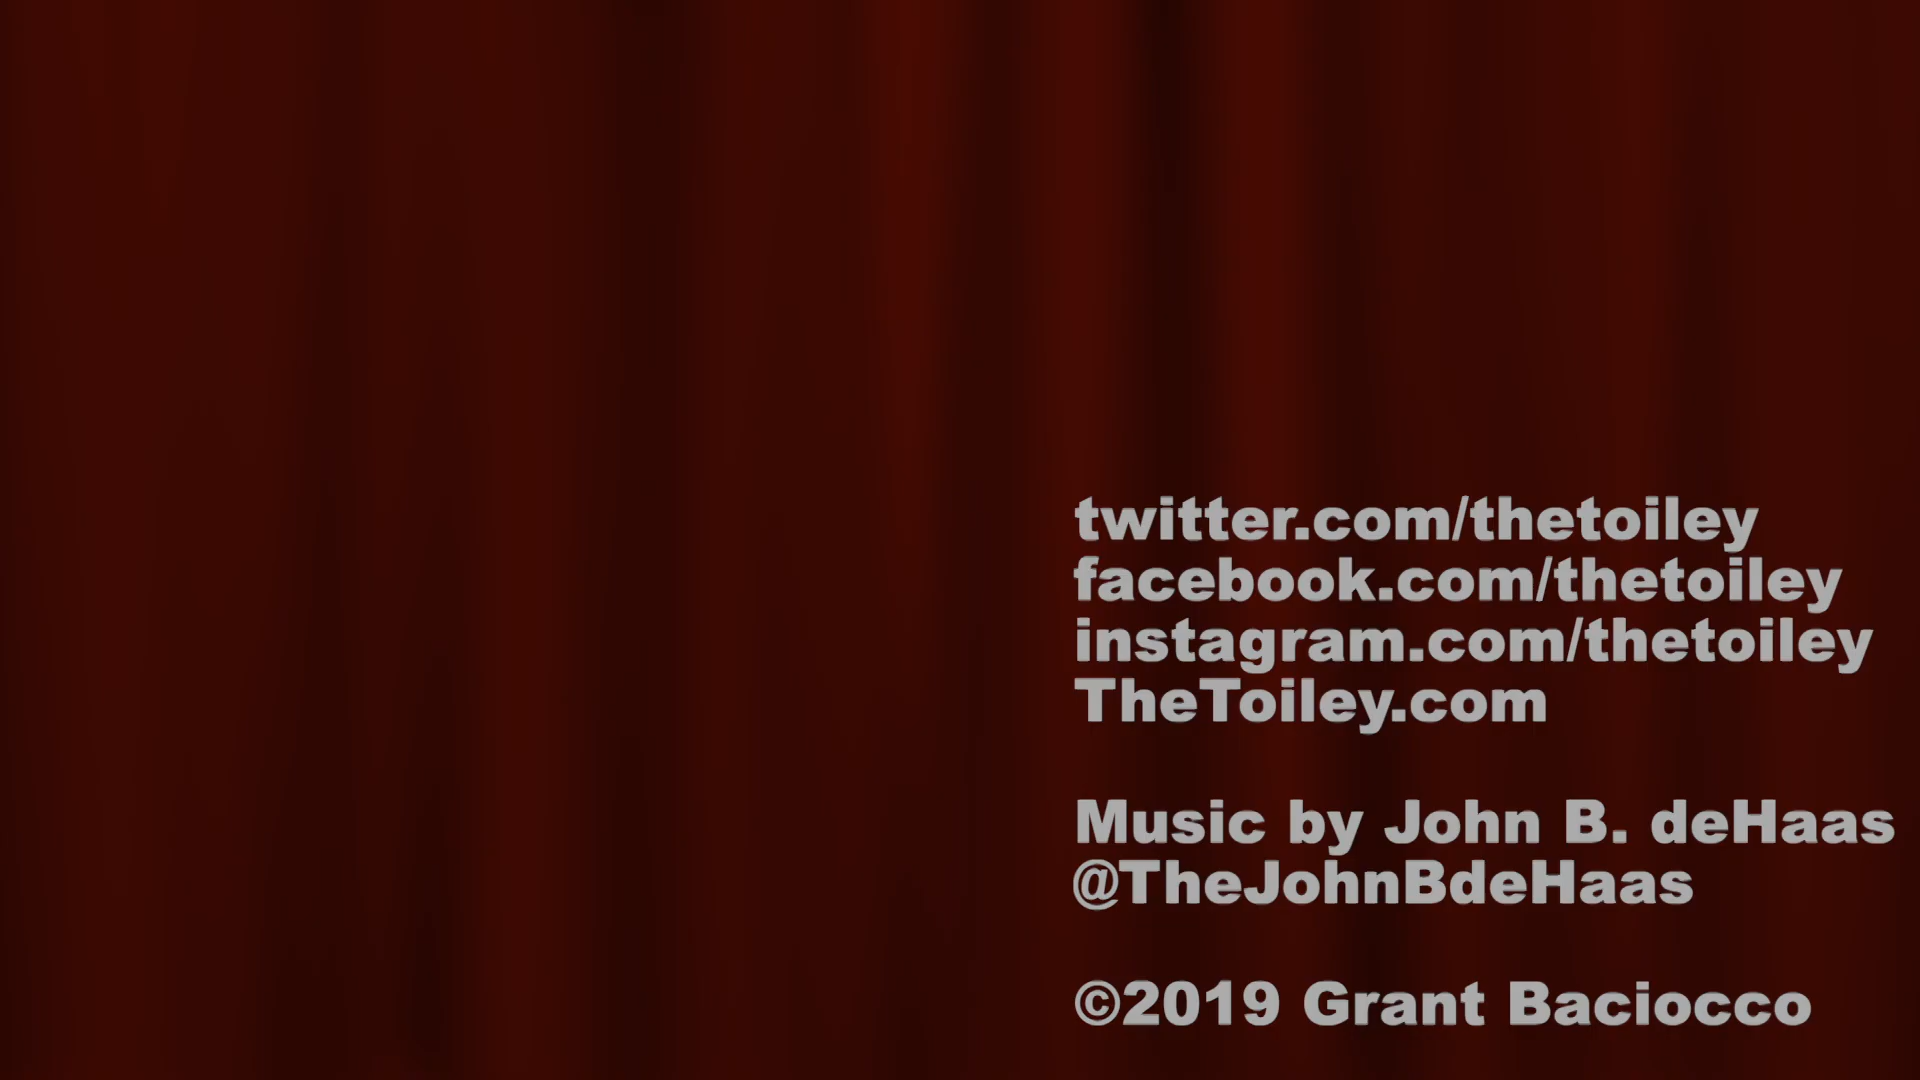 twitter.com/thetoiley
facebook.com/thetoiley
instagram.com/thetoiley
TheToiley.com
Music by John B. deHaas
@TheJohnBdeHaas
©2019 Grant Baciocco